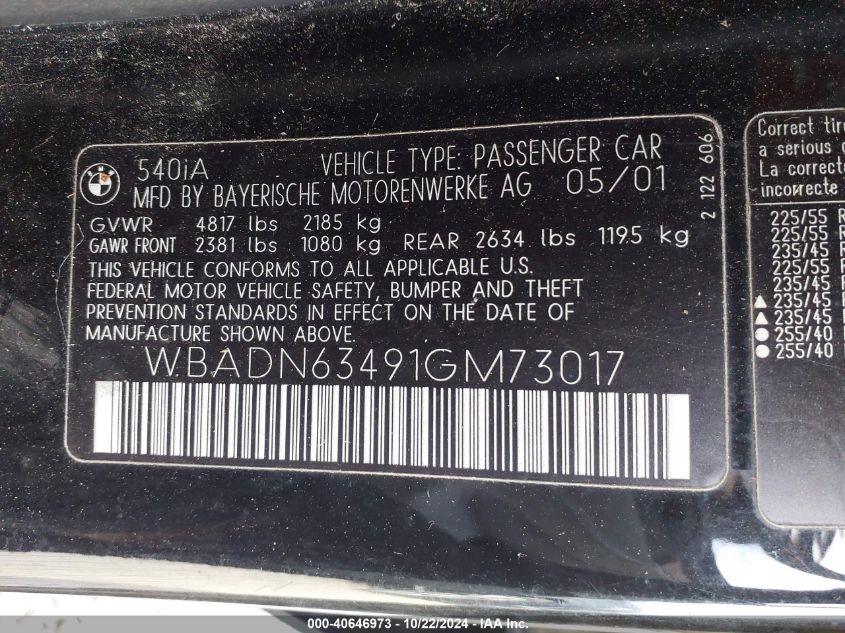 540iA VEHICLE TYPE: PASSENGER CAR
MFD BY BAYERISCHE MOTORENWERKE AG 05/01
GVWR 4817 lbs 2185 kg
GAWR FRONT 2381 lbs 1080 kg REAR 2634 lbs 1195 kg
THIS VEHICLE CONFORMS TO ALL APPLICABLE U.S.
FEDERAL MOTOR VEHICLE SAFETY, BUMPER AND THEFT
PREVENTION STANDARDS IN EFFECT ON THE DATE OF
MANUFACTURE SHOWN ABOVE.
WBADN63491GM73017
2 122 606
Correct tire
a serious
La correc
incorrecte
225/55 R
225/55
235/45
225/55
235/45
235/45
235/45
255/40
255/40
000-40646973 - 10/22/2024 - IAA Inc.